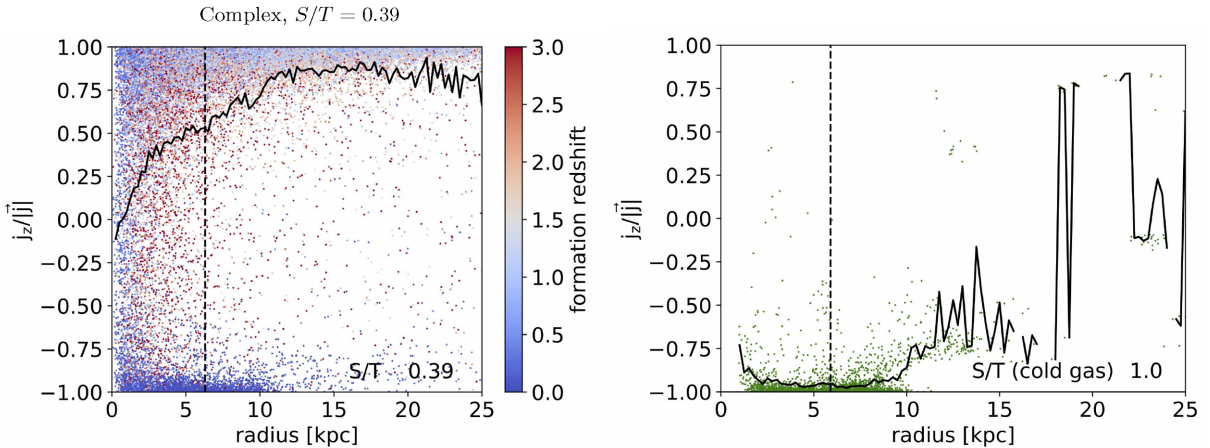 Complex, S/T = 0.39
1.00
0.75
0.50
0.25
0.00
−0.25
−0.50
−0.75
−1.00
j_z/|j⃗|
0 5 10 15 20 25
radius [kpc]
S/T 0.39
3.0
2.5
2.0
1.5
1.0
0.5
0.0
formation redshift
1.00
0.75
0.50
0.25
0.00
−0.25
−0.50
−0.75
−1.00
j_z/|j⃗|
0 5 10 15 20 25
radius [kpc]
S/T (cold gas) 1.0